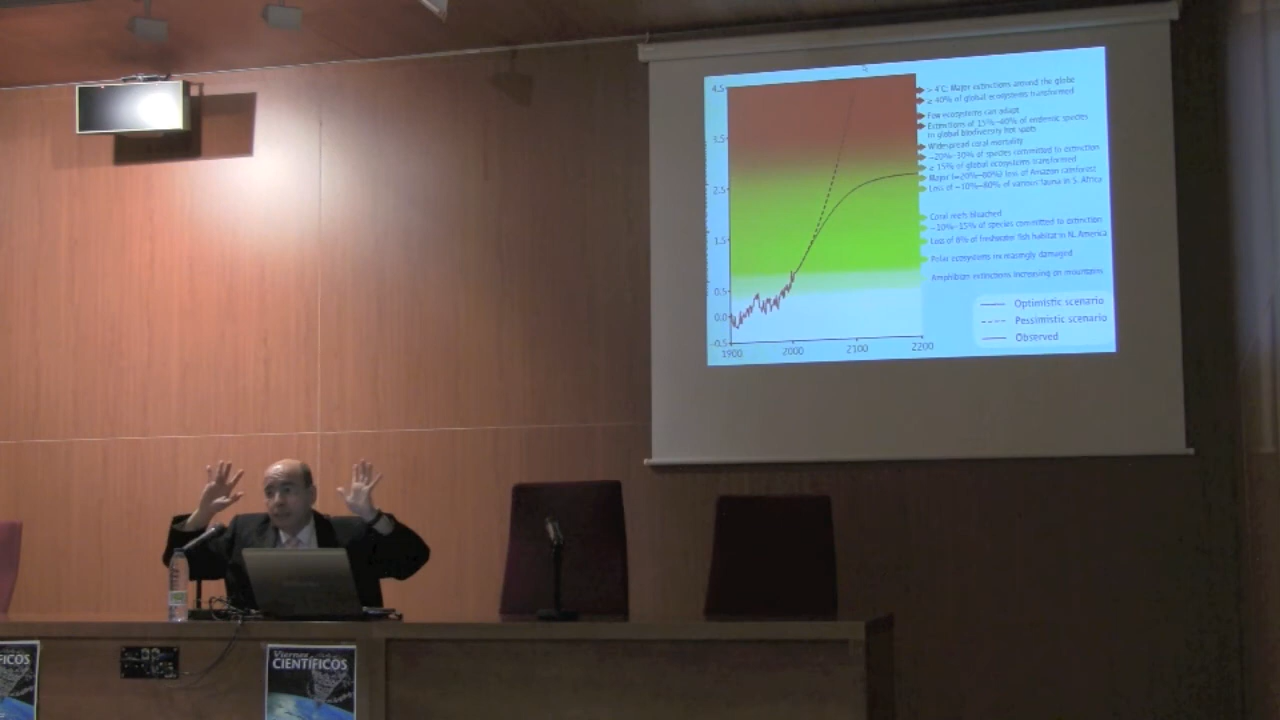 4.5
3.5
2.5
1.5
0.5
0.0
-0.5
1900
2000
2100
2200
> 4°C: Major extinctions around the globe
≥ 40% of global ecosystems transformed
Few ecosystems can adapt
Extinctions of 15%–40% of endemic species
in global biodiversity hot spots
Widespread coral mortality
~20%–30% of species committed to extinction
≤ 15% of global ecosystems transformed
Major (~20%–80%) loss of Amazon rainforest
Loss of ~10%–80% of various fauna in S. Africa
Coral reefs bleached
~10%–15% of species committed to extinction
Loss of 8% of freshwater fish habitat in N. America
Polar ecosystems increasingly damaged
Amphibian extinctions increasing on mountains
Optimistic scenario
Pessimistic scenario
Observed
FICOS
Viernes
CIENTÍFICOS